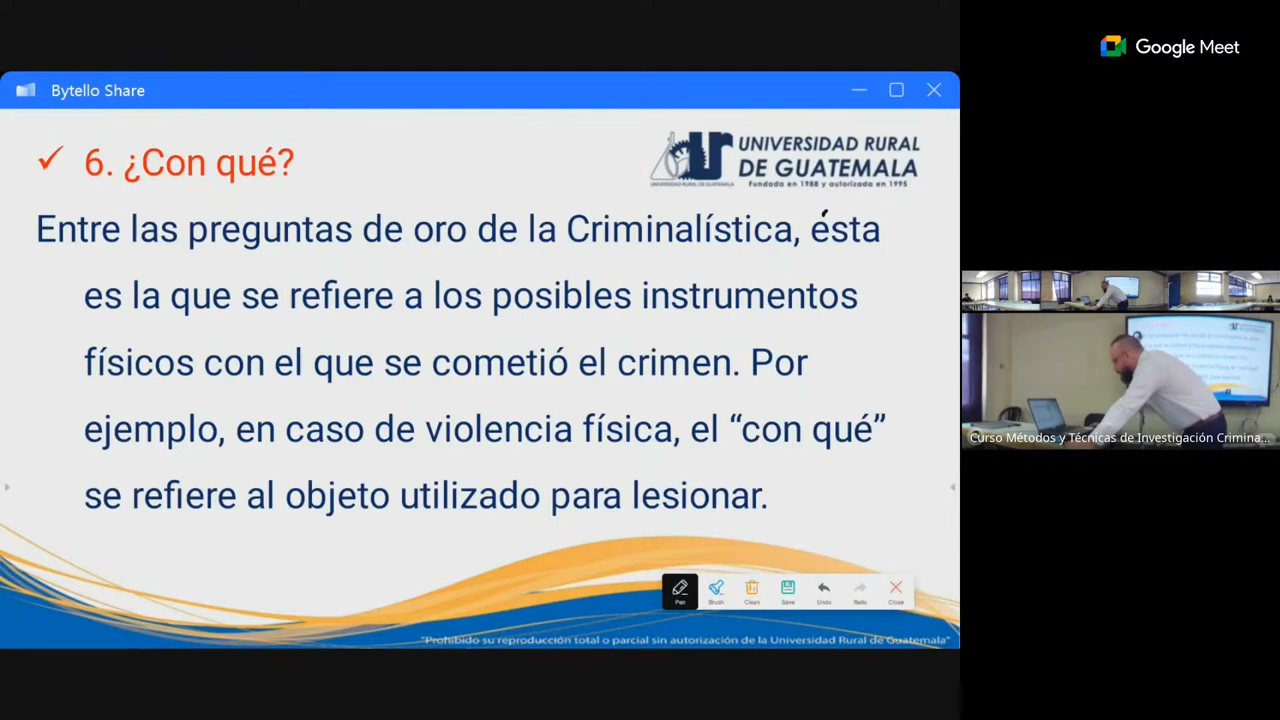 Google Meet
Bytello Share
✓ 6. ¿Con qué?
UNIVERSIDAD RURAL
DE GUATEMALA
Fundada en 1988 y autorizada en 1995
UNIVERSIDAD RURAL DE GUATEMALA
Entre las preguntas de oro de la Criminalística, ésta
es la que se refiere a los posibles instrumentos
físicos con el que se cometió el crimen. Por
ejemplo, en caso de violencia física, el “con qué”
se refiere al objeto utilizado para lesionar.
Pen Brush Clean Save Undo Redo Close
"Prohibido su reproducción total o parcial sin autorización de la Universidad Rural de Guatemala"
Curso Métodos y Técnicas de Investigación Crimina...